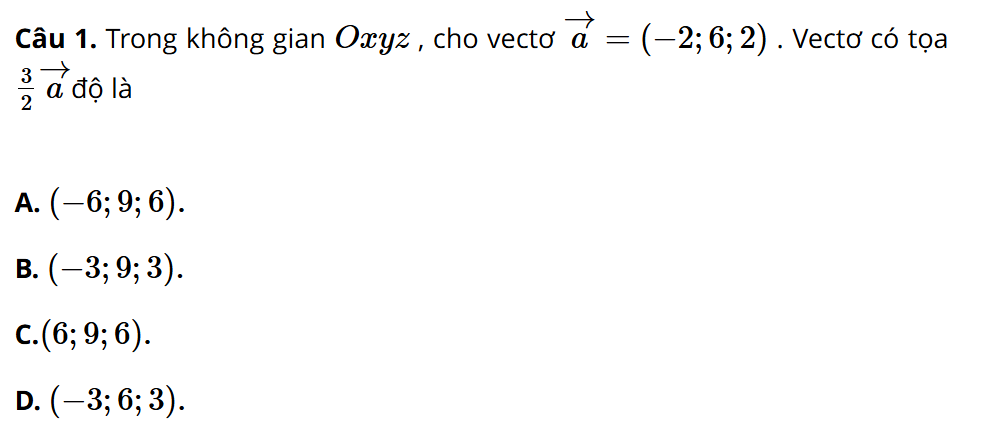 Câu 1. Trong không gian $Oxyz$ , cho vectơ $\overrightarrow{a} = (-2; 6; 2)$ . Vectơ có tọa
$\frac{3}{2}\overrightarrow{a}$ độ là
A. $(-6; 9; 6)$.
B. $(-3; 9; 3)$.
C.$(6; 9; 6)$.
D. $(-3; 6; 3)$.